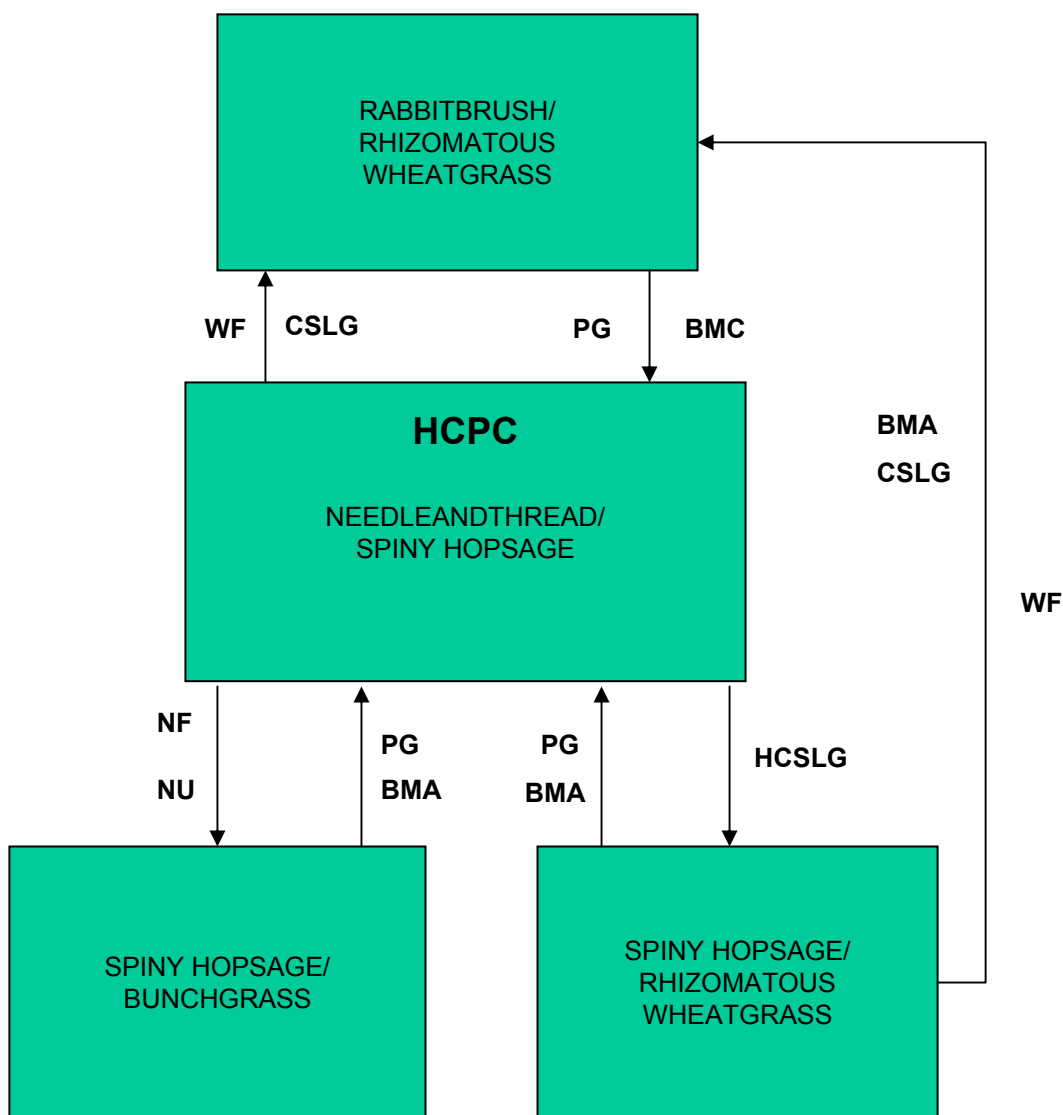 RABBITBRUSH/
RHIZOMATOUS
WHEATGRASS
WF CSLG PG BMC
HCPC
NEEDLEANDTHREAD/
SPINY HOPSAGE
BMA
CSLG
WF
NF
NU
PG
BMA
PG
BMA
HCSLG
SPINY HOPSAGE/
BUNCHGRASS
SPINY HOPSAGE/
RHIZOMATOUS
WHEATGRASS